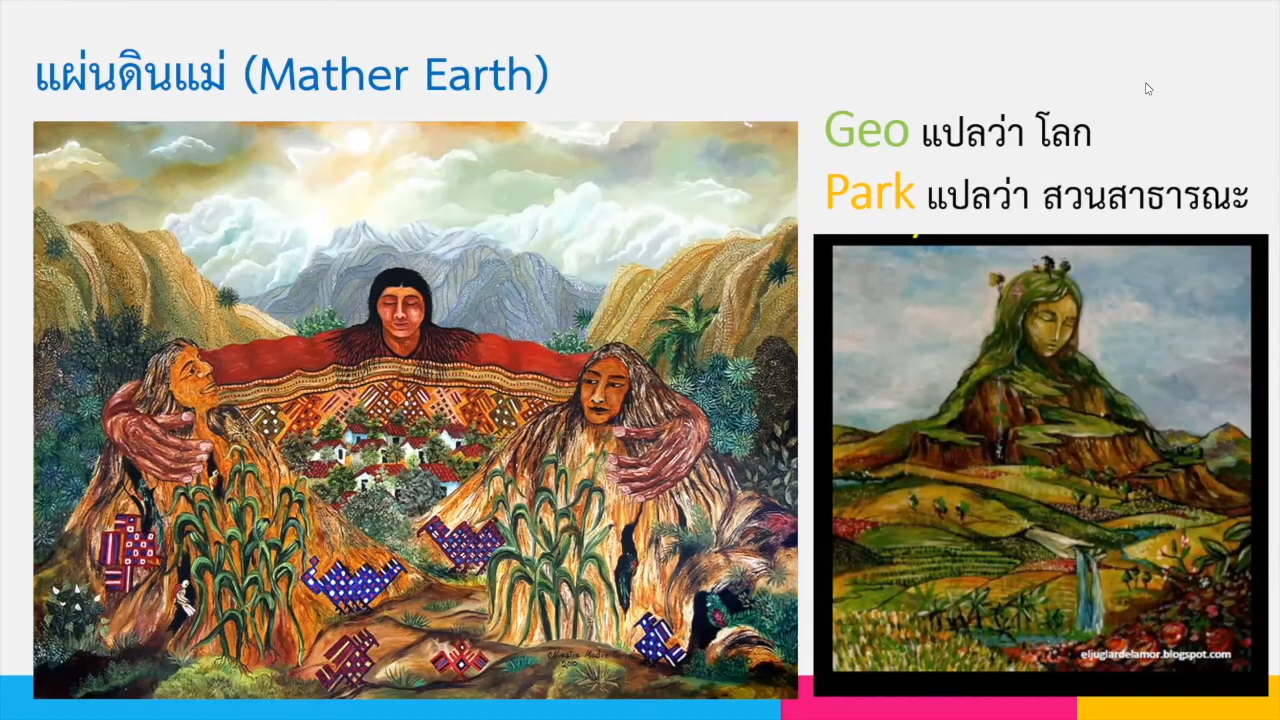 แผ่นดินแม่ (Mather Earth)
Geo แปลว่า โลก
Park แปลว่า สวนสาธารณะ
eljuglardelamor.blogspot.com
2010